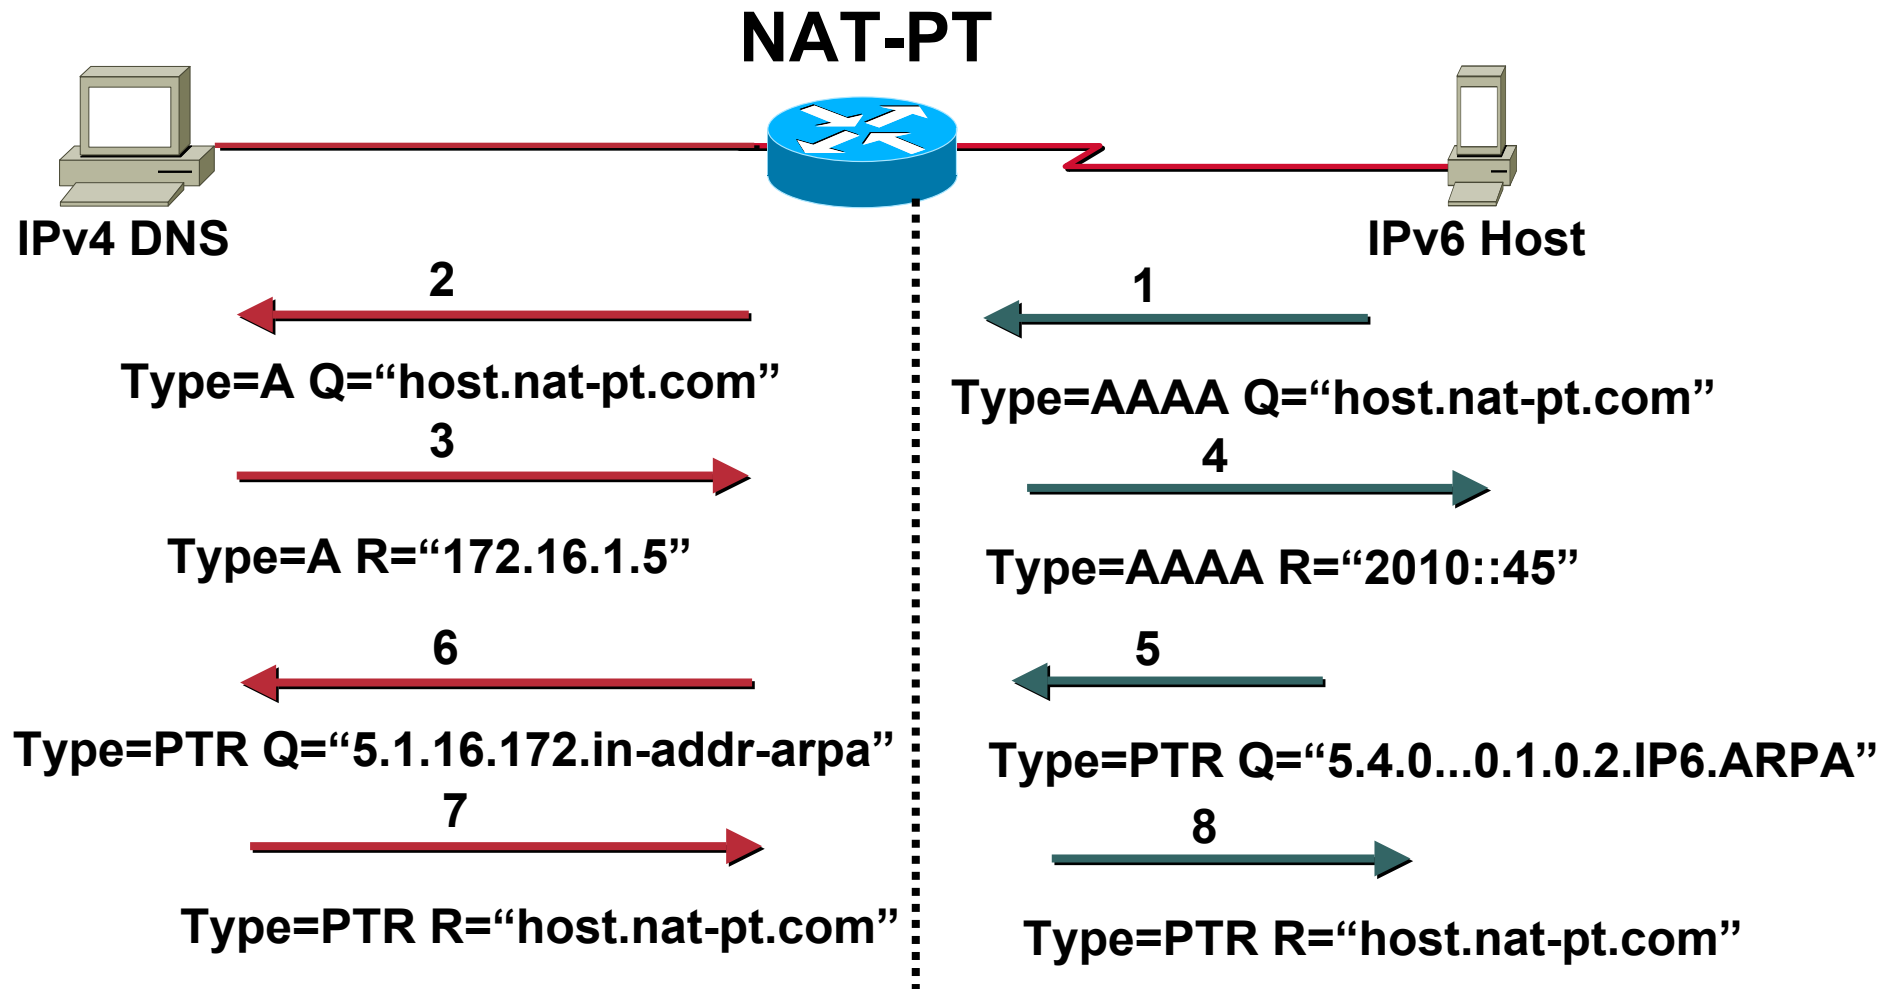 NAT-PT
IPv4 DNS
IPv6 Host
2
1
Type=A Q=“host.nat-pt.com”
Type=AAAA Q=“host.nat-pt.com”
3
4
Type=A R=“172.16.1.5”
Type=AAAA R=“2010::45”
6
5
Type=PTR Q=“5.1.16.172.in-addr-arpa”
Type=PTR Q=“5.4.0...0.1.0.2.IP6.ARPA”
7
8
Type=PTR R=“host.nat-pt.com”
Type=PTR R=“host.nat-pt.com”